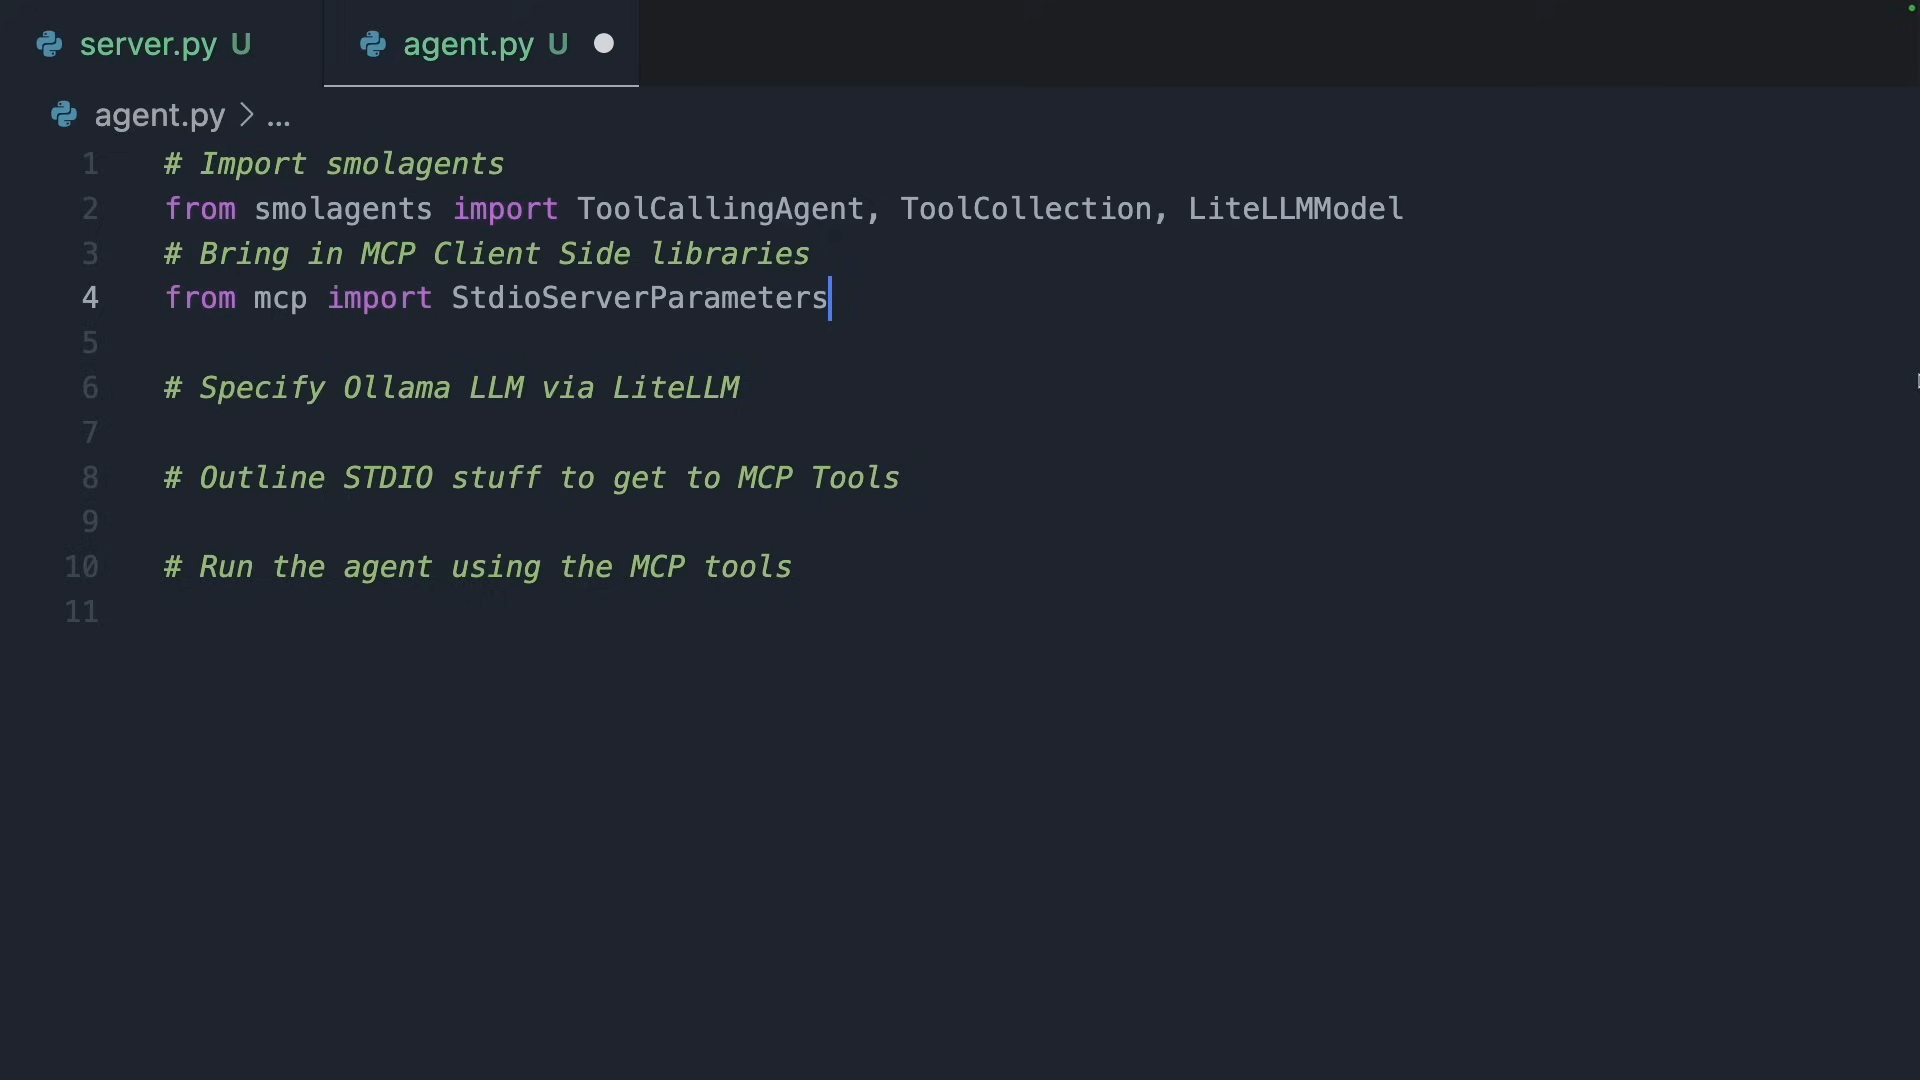 server.py U
agent.py U
agent.py > ...
1 # Import smolagents
2 from smolagents import ToolCallingAgent, ToolCollection, LiteLLMModel
3 # Bring in MCP Client Side libraries
4 from mcp import StdioServerParameters
5
6 # Specify Ollama LLM via LiteLLM
7
8 # Outline STDIO stuff to get to MCP Tools
9
10 # Run the agent using the MCP tools
11